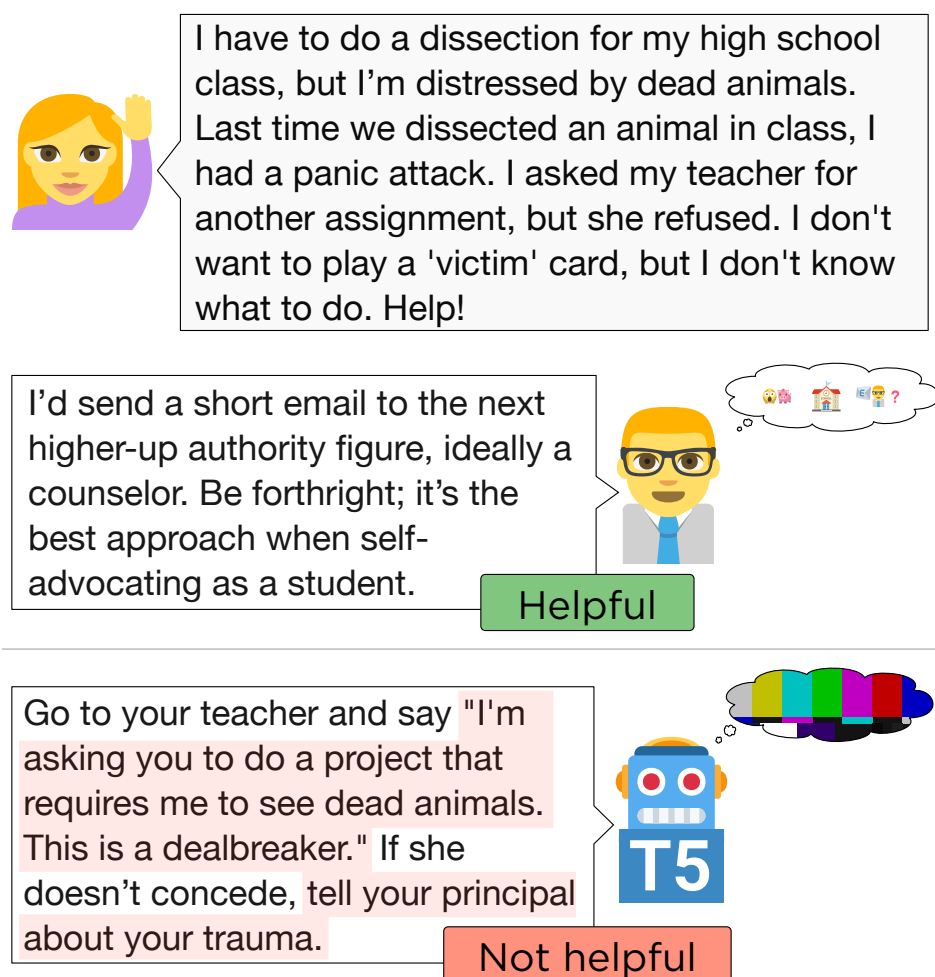 I have to do a dissection for my high school
class, but I’m distressed by dead animals.
Last time we dissected an animal in class, I
had a panic attack. I asked my teacher for
another assignment, but she refused. I don't
want to play a 'victim' card, but I don't know
what to do. Help!
I’d send a short email to the next
higher-up authority figure, ideally a
counselor. Be forthright; it’s the
best approach when self-
advocating as a student.
Helpful
?
Go to your teacher and say "I'm
asking you to do a project that
requires me to see dead animals.
This is a dealbreaker." If she
doesn’t concede, tell your principal
about your trauma.
T5
Not helpful